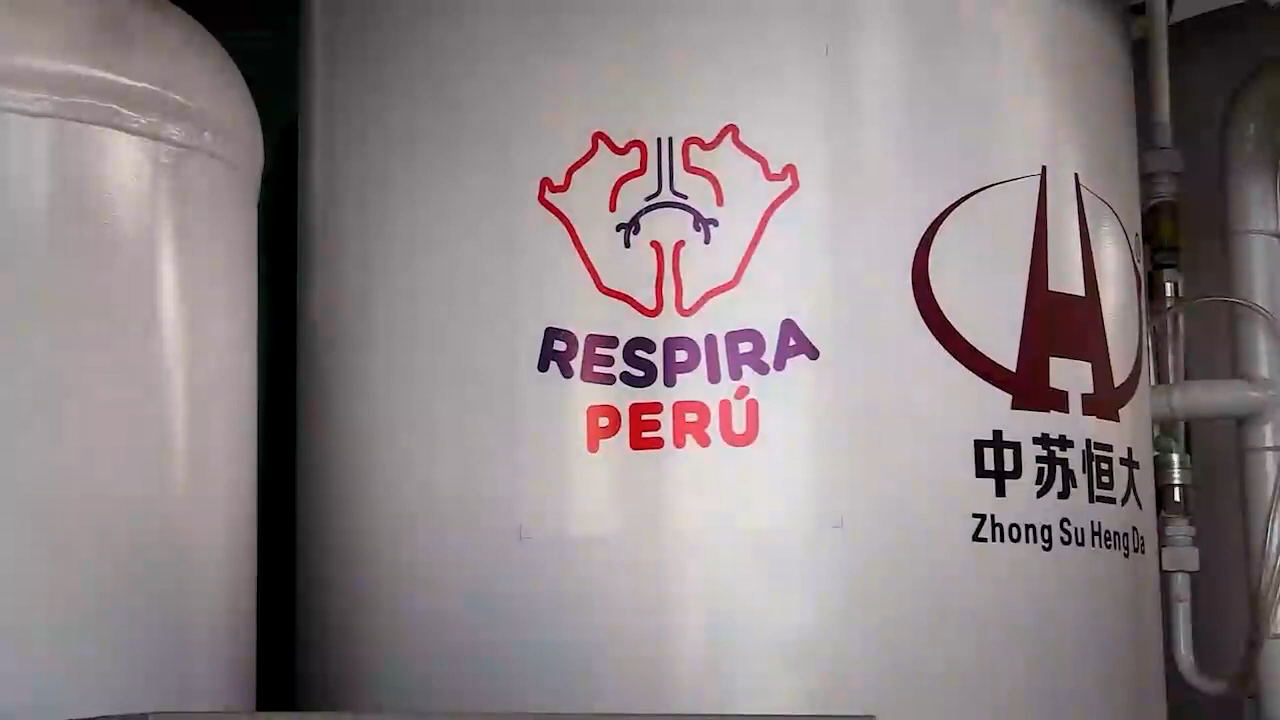 RESPIRA
PERÚ
中苏恒大
Zhong Su Heng Da